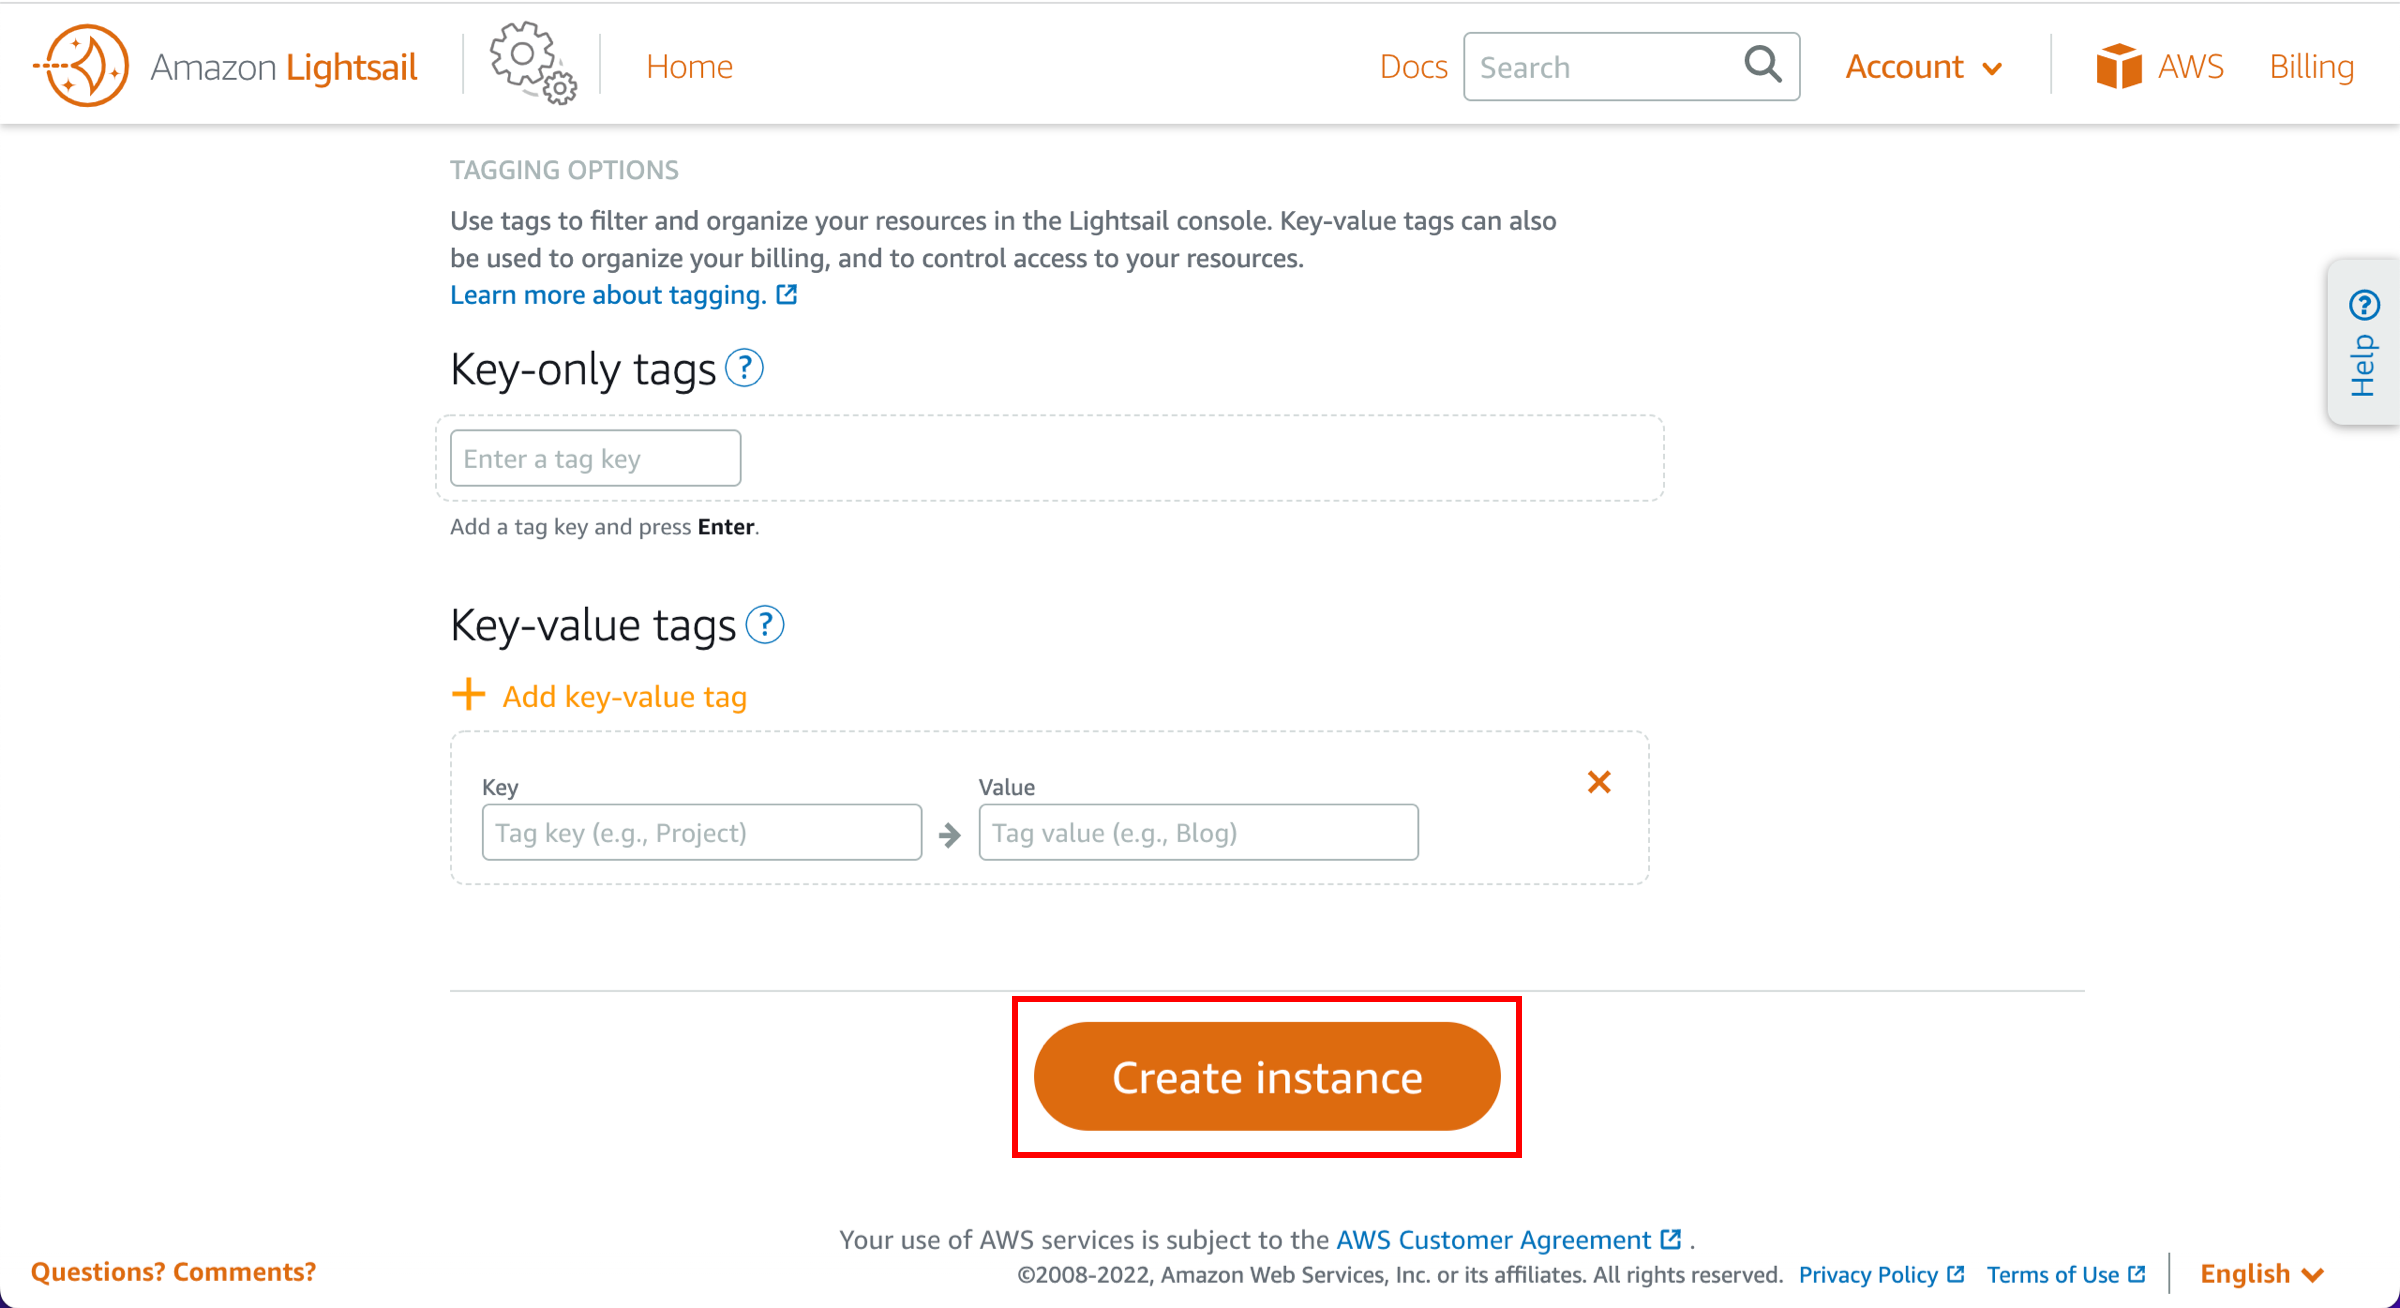 Amazon Lightsail
Home
Docs
Search
Account
AWS
Billing
TAGGING OPTIONS
Use tags to filter and organize your resources in the Lightsail console. Key-value tags can also
be used to organize your billing, and to control access to your resources.
Learn more about tagging.
Help ?
Key-only tags ?
Enter a tag key
Add a tag key and press Enter.
Key-value tags ?
+ Add key-value tag
Key
Value
Tag key (e.g., Project)
Tag value (e.g., Blog)
Create instance
Your use of AWS services is subject to the AWS Customer Agreement .
Questions? Comments?
©2008-2022, Amazon Web Services, Inc. or its affiliates. All rights reserved. Privacy Policy Terms of Use
English